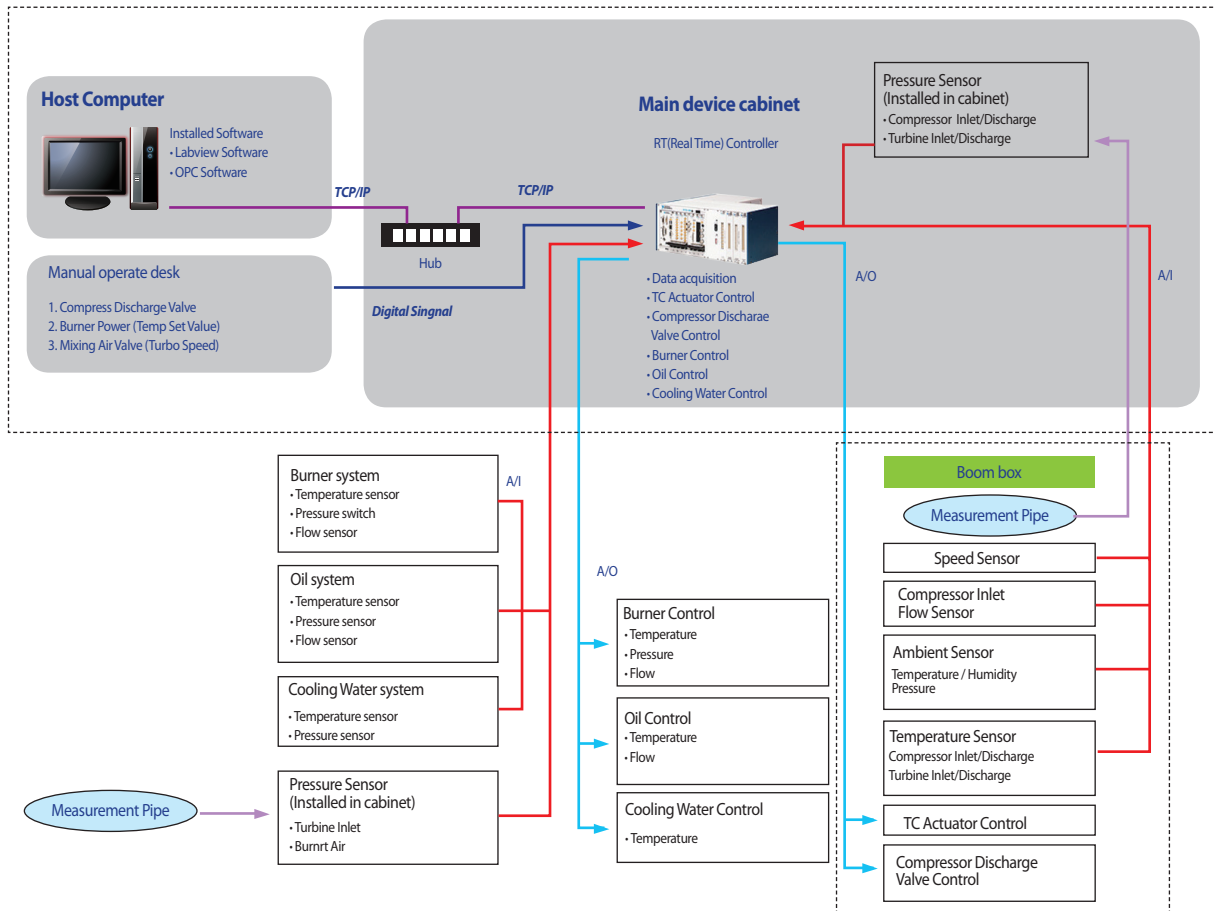 Host Computer
Installed Software
• Labview Software
• OPC Software
TCP/IP
TCP/IP
Hub
Manual operate desk
1. Compress Discharge Valve
2. Burner Power (Temp Set Value)
3. Mixing Air Valve (Turbo Speed)
Digital Singnal
Main device cabinet
RT(Real Time) Controller
• Data acquisition
• TC Actuator Control
• Compressor Discharae
Valve Control
• Burner Control
• Oil Control
• Cooling Water Control
Pressure Sensor
(Installed in cabinet)
• Compressor Inlet/Discharge
• Turbine Inlet/Discharge
A/O
A/I
Burner system
• Temperature sensor
• Pressure switch
• Flow sensor
A/I
Oil system
• Temperature sensor
• Pressure sensor
• Flow sensor
Cooling Water system
• Temperature sensor
• Pressure sensor
Measurement Pipe
Pressure Sensor
(Installed in cabinet)
• Turbine Inlet
• Burnrt Air
A/O
Burner Control
• Temperature
• Pressure
• Flow
Oil Control
• Temperature
• Flow
Cooling Water Control
• Temperature
Boom box
Measurement Pipe
Speed Sensor
Compressor Inlet
Flow Sensor
Ambient Sensor
Temperature / Humidity
Pressure
Temperature Sensor
Compressor Inlet/Discharge
Turbine Inlet/Discharge
TC Actuator Control
Compressor Discharge
Valve Control